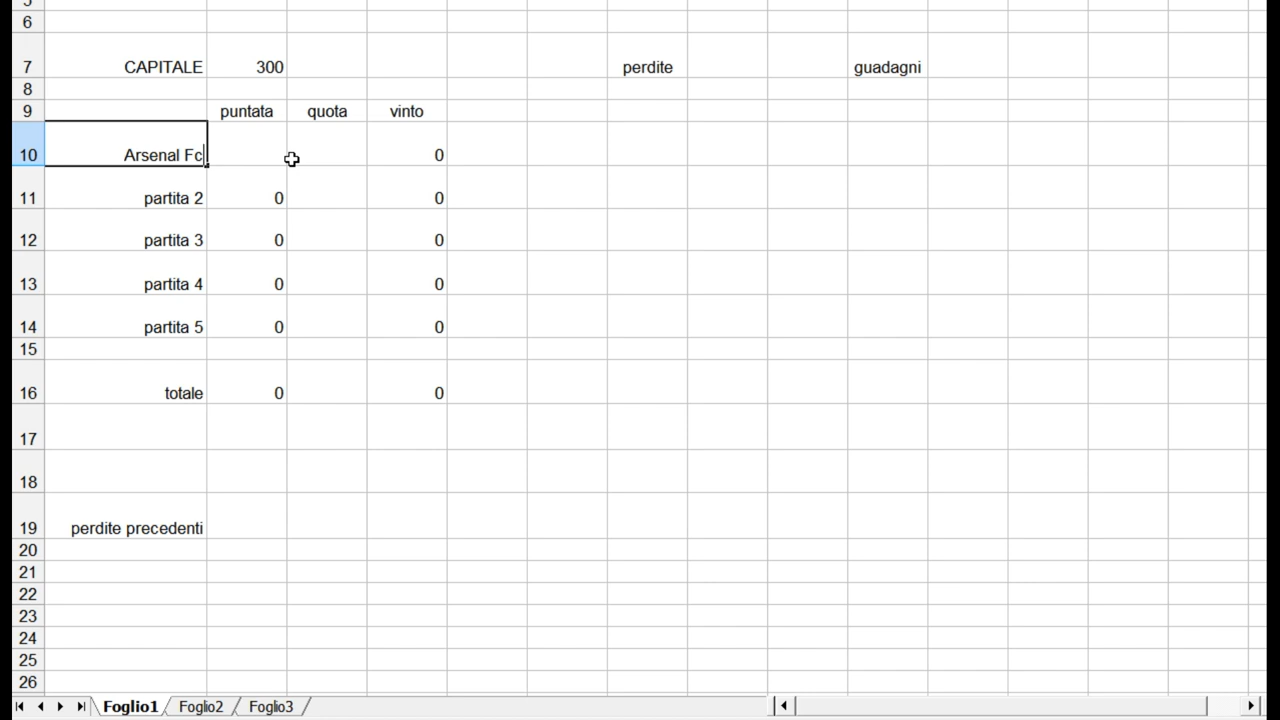 6
7 CAPITALE 300 perdite guadagni
8
9 puntata quota vinto
10 Arsenal Fc 0
11 partita 2 0 0
12 partita 3 0 0
13 partita 4 0 0
14 partita 5 0 0
15
16 totale 0 0
17
18
19 perdite precedenti
20
21
22
23
24
25
26
Foglio1 Foglio2 Foglio3